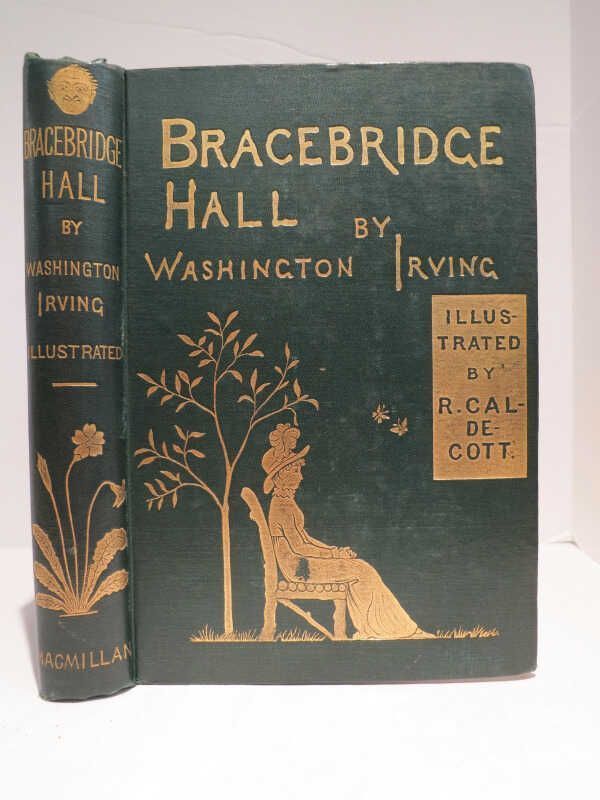 BRACEBRIDGE
HALL
BY
WASHINGTON
IRVING
ILLUSTRATED
MACMILLAN
BRACEBRIDGE
HALL BY
WASHINGTON IRVING
ILLUS-
TRATED
BY
R. CAL-
DE-
COTT.